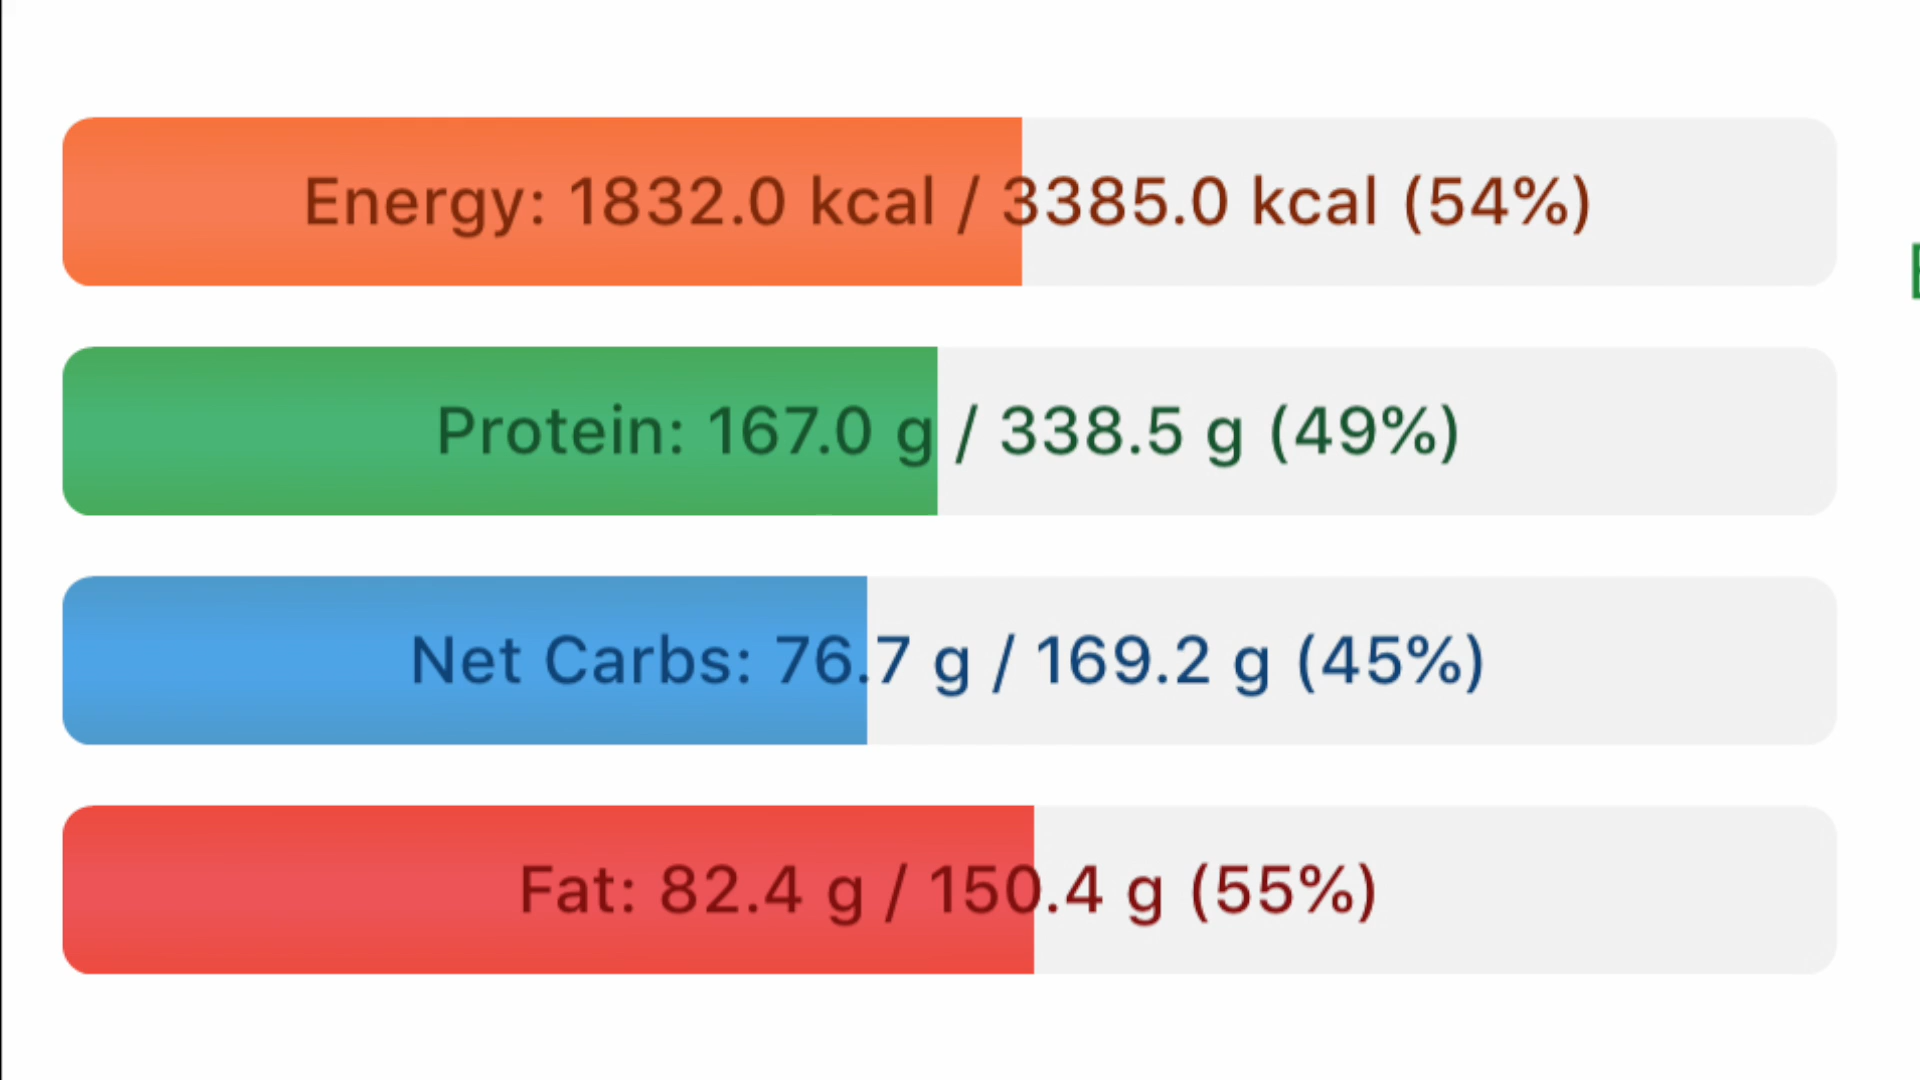 Energy: 1832.0 kcal / 3385.0 kcal (54%)
Protein: 167.0 g / 338.5 g (49%)
Net Carbs: 76.7 g / 169.2 g (45%)
Fat: 82.4 g / 150.4 g (55%)